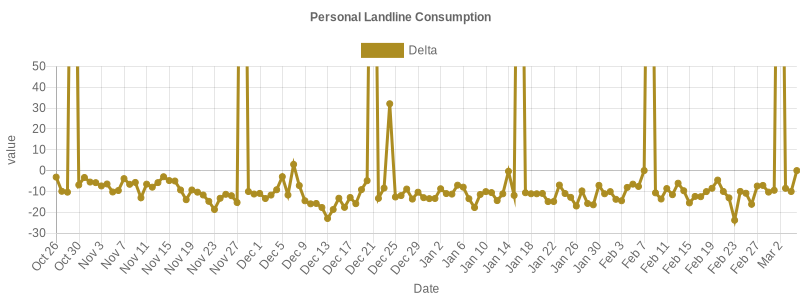 Personal Landline Consumption
Delta
value
50
40
30
20
10
0
-10
-20
-30
Oct 26
Oct 30
Nov 3
Nov 7
Nov 11
Nov 15
Nov 19
Nov 23
Nov 27
Dec 1
Dec 5
Dec 9
Dec 13
Dec 17
Dec 21
Dec 25
Dec 29
Jan 2
Jan 6
Jan 10
Jan 14
Jan 18
Jan 22
Jan 26
Jan 30
Feb 3
Feb 7
Feb 11
Feb 15
Feb 19
Feb 23
Feb 27
Mar 2
Date